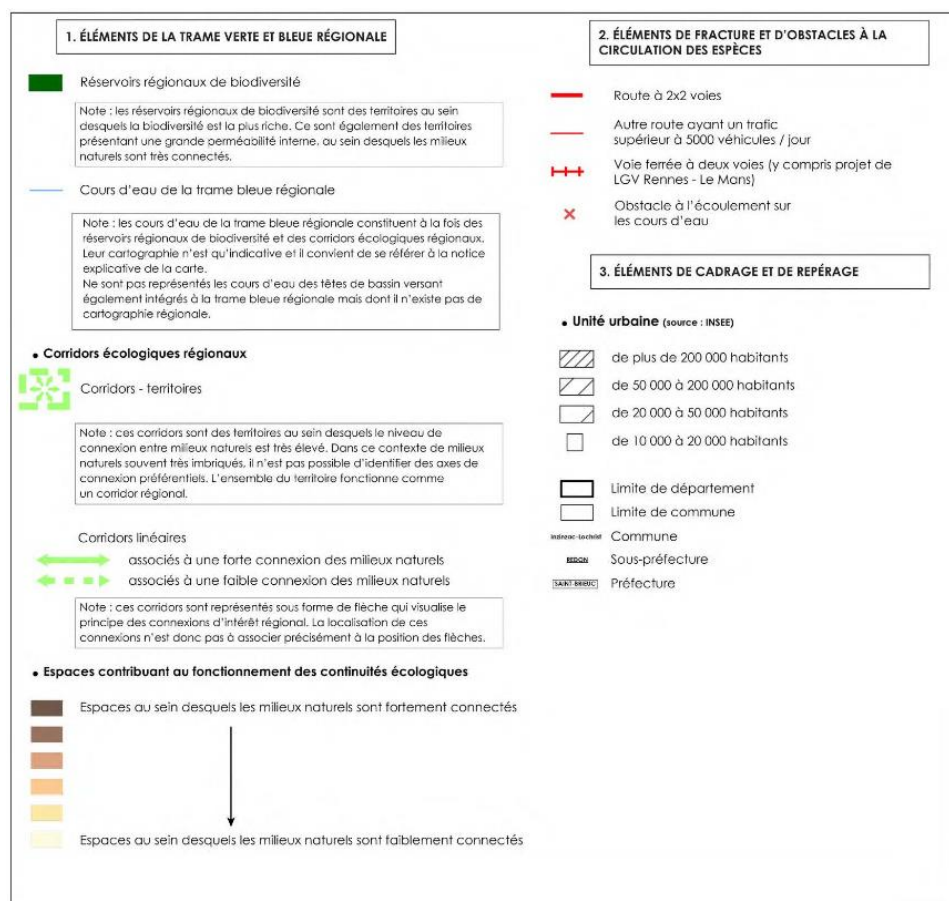 1. ÉLÉMENTS DE LA TRAME VERTE ET BLEUE RÉGIONALE
Réservoirs régionaux de biodiversité
Note : les réservoirs régionaux de biodiversité sont des territoires au sein
desquels la biodiversité est la plus riche. Ce sont également des territoires
présentant une grande perméabilité interne, au sein desquels les milieux
naturels sont très connectés.
Cours d'eau de la trame bleue régionale
Note : les cours d'eau de la trame bleue régionale constituent à la fois des
réservoirs régionaux de biodiversité et des corridors écologiques régionaux.
Leur cartographie n'est qu'indicative et il convient de se référer à la notice
explicative de la carte.
Ne sont pas représentés les cours d'eau des têtes de bassin versant
également intégrés à la trame bleue régionale mais dont il n'existe pas de
cartographie régionale.
• Corridors écologiques régionaux
Corridors - territoires
Note : ces corridors sont des territoires au sein desquels le niveau de
connexion entre milieux naturels est très élevé. Dans ce contexte de milieux
naturels souvent très imbriqués, il n'est pas possible d'identifier des axes de
connexion préférentiels. L'ensemble du territoire fonctionne comme
un corridor régional.
Corridors linéaires
associés à une forte connexion des milieux naturels
associés à une faible connexion des milieux naturels
Note : ces corridors sont représentés sous forme de flèche qui visualise le
principe des connexions d'intérêt régional. La localisation de ces
connexions n'est donc pas à associer précisément à la position des flèches.
• Espaces contribuant au fonctionnement des continuités écologiques
Espaces au sein desquels les milieux naturels sont fortement connectés
Espaces au sein desquels les milieux naturels sont faiblement connectés
2. ÉLÉMENTS DE FRACTURE ET D'OBSTACLES À LA
CIRCULATION DES ESPÈCES
Route à 2x2 voies
Autre route ayant un trafic
supérieur à 5000 véhicules / jour
Voie ferrée à deux voies (y compris projet de
LGV Rennes - Le Mans)
Obstacle à l'écoulement sur
les cours d'eau
3. ÉLÉMENTS DE CADRAGE ET DE REPÉRAGE
• Unité urbaine (source : INSEE)
de plus de 200 000 habitants
de 50 000 à 200 000 habitants
de 20 000 à 50 000 habitants
de 10 000 à 20 000 habitants
Limite de département
Limite de commune
Inzinzac-Lochrist Commune
REDON Sous-préfecture
SAINT-BRIEUC Préfecture